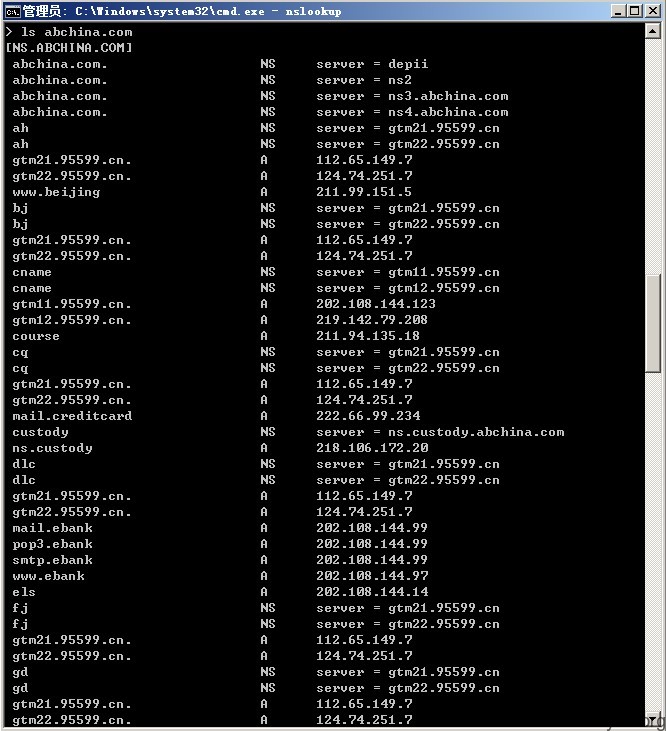 管理员: C:\Windows\system32\cmd.exe - nslookup
> ls abchina.com
[NS.ABCHINA.COM]
abchina.com. NS server = depii
abchina.com. NS server = ns2
abchina.com. NS server = ns3.abchina.com
abchina.com. NS server = ns4.abchina.com
ah NS server = gtm21.95599.cn
ah NS server = gtm22.95599.cn
gtm21.95599.cn. A 112.65.149.7
gtm22.95599.cn. A 124.74.251.7
www.beijing A 211.99.151.5
bj NS server = gtm21.95599.cn
bj NS server = gtm22.95599.cn
gtm21.95599.cn. A 112.65.149.7
gtm22.95599.cn. A 124.74.251.7
cname NS server = gtm11.95599.cn
cname NS server = gtm12.95599.cn
gtm11.95599.cn. A 202.108.144.123
gtm12.95599.cn. A 219.142.79.208
course A 211.94.135.18
cq NS server = gtm21.95599.cn
cq NS server = gtm22.95599.cn
gtm21.95599.cn. A 112.65.149.7
gtm22.95599.cn. A 124.74.251.7
mail.creditcard A 222.66.99.234
custody NS server = ns.custody.abchina.com
ns.custody A 218.106.172.20
dlc NS server = gtm21.95599.cn
dlc NS server = gtm22.95599.cn
gtm21.95599.cn. A 112.65.149.7
gtm22.95599.cn. A 124.74.251.7
mail.ebank A 202.108.144.99
pop3.ebank A 202.108.144.99
smtp.ebank A 202.108.144.99
www.ebank A 202.108.144.97
els A 202.108.144.14
fj NS server = gtm21.95599.cn
fj NS server = gtm22.95599.cn
gtm21.95599.cn. A 112.65.149.7
gtm22.95599.cn. A 124.74.251.7
gd NS server = gtm21.95599.cn
gd NS server = gtm22.95599.cn
gtm21.95599.cn. A 112.65.149.7
gtm22.95599.cn. A 124.74.251.7